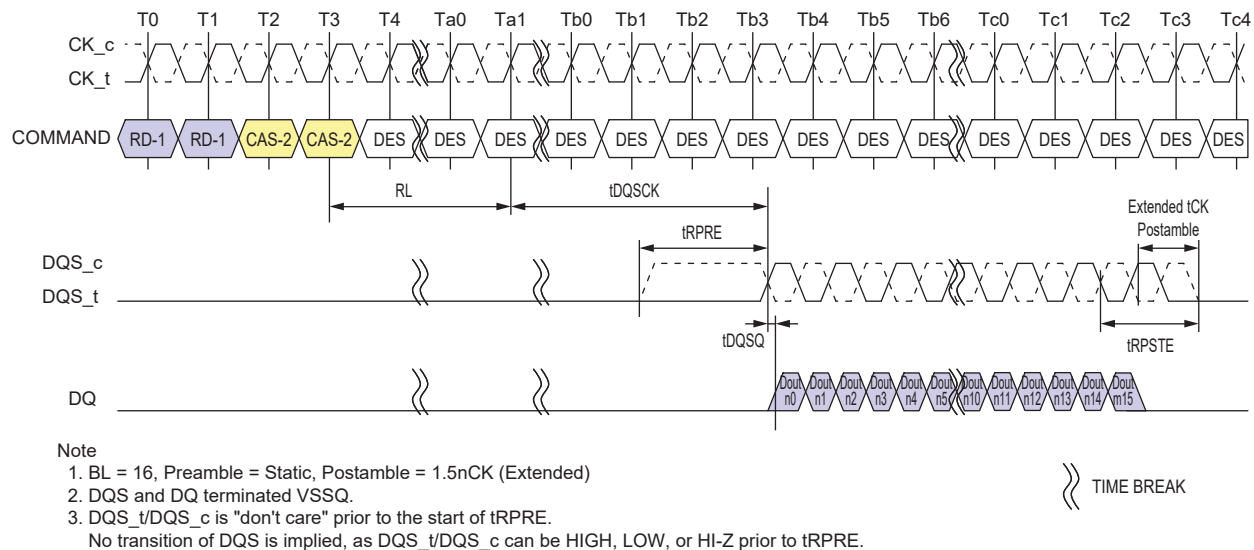 T0 T1 T2 T3 T4 Ta0 Ta1 Tb0 Tb1 Tb2 Tb3 Tb4 Tb5 Tb6 Tc0 Tc1 Tc2 Tc3 Tc4
CK_c
CK_t
COMMAND RD-1 RD-1 CAS-2 CAS-2 DES DES DES DES DES DES DES DES DES DES DES DES DES DES DES
RL tDQSCK
Extended tCK
Postamble
tRPRE
DQS_c
DQS_t
tDQSQ
tRPSTE
DQ
Dout Dout Dout Dout Dout Dout Dout Dout Dout Dout Dout Dout
n0 n1 n2 n3 n4 n5 n10 n11 n12 n13 n14 m15
Note
1. BL = 16, Preamble = Static, Postamble = 1.5nCK (Extended)
2. DQS and DQ terminated VSSQ.
3. DQS_t/DQS_c is "don't care" prior to the start of tRPRE.
No transition of DQS is implied, as DQS_t/DQS_c can be HIGH, LOW, or HI-Z prior to tRPRE.
TIME BREAK